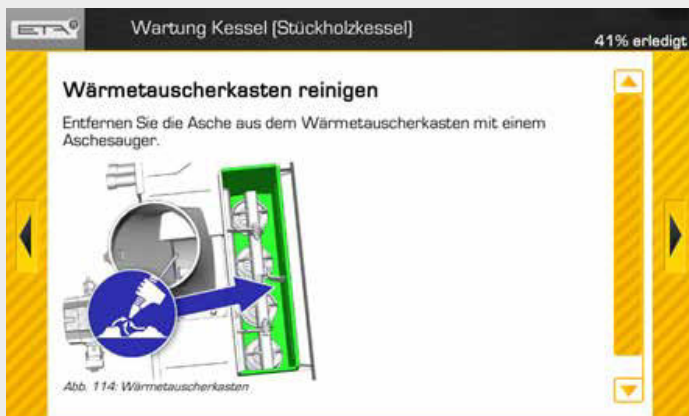 ETA
Wartung Kessel (Stückholzkessel)
41% erledigt
Wärmetauscherkasten reinigen
Entfernen Sie die Asche aus dem Wärmetauscherkasten mit einem
Aschesauger.
Abb. 114: Wärmetauscherkasten